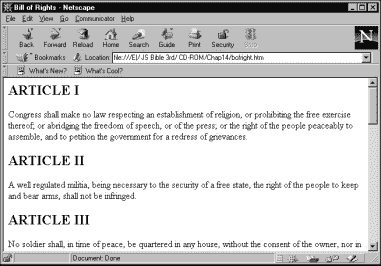 Bill of Rights - Netscape
File Edit View Go Communicator Help
Back Forward Reload Home Search Guide Print Security Stop
Bookmarks Location: file:///E|/JS Bible 3rd/CD-ROM/Chap14/bofright.htm
What's New? What's Cool?
ARTICLE I
Congress shall make no law respecting an establishment of religion, or prohibiting the free exercise
thereof; or abridging the freedom of speech, or of the press; or the right of the people peaceably to
assemble, and to petition the government for a redress of grievances.
ARTICLE II
A well regulated militia, being necessary to the security of a free state, the right of the people to keep
and bear arms, shall not be infringed.
ARTICLE III
No soldier shall, in time of peace, be quartered in any house, without the consent of the owner, nor in
Document: Done